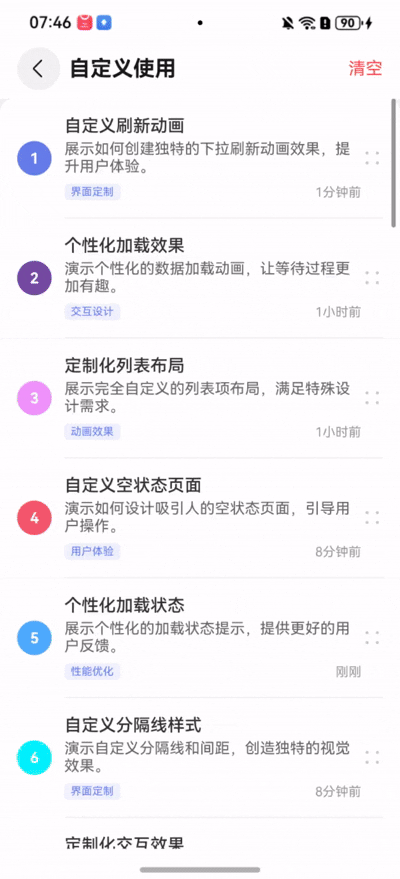 07:46
90
自定义使用
清空
自定义刷新动画
1
展示如何创建独特的下拉刷新动画效果，提
升用户体验。
界面定制
1分钟前
个性化加载效果
2
演示个性化的数据加载动画，让等待过程更
加有趣。
交互设计
1小时前
定制化列表布局
3
展示完全自定义的列表项布局，满足特殊设
计需求。
动画效果
1小时前
自定义空状态页面
4
演示如何设计吸引人的空状态页面，引导用
户操作。
用户体验
8分钟前
个性化加载状态
5
展示个性化的加载状态提示，提供更好的用
户反馈。
性能优化
刚刚
自定义分隔线样式
6
演示自定义分隔线和间距，创造独特的视觉
效果。
界面定制
8分钟前
定制化交互效果